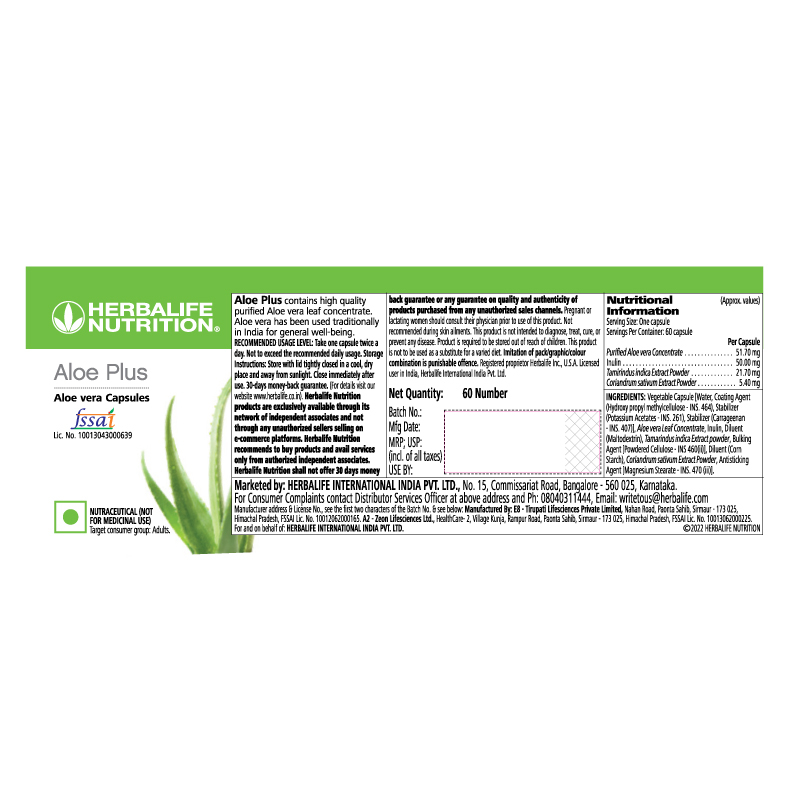 HERBALIFE
NUTRITION®
Aloe Plus
Aloe vera Capsules
fssai
Lic. No. 10013043000639
NUTRACEUTICAL (NOT
FOR MEDICINAL USE)
Target consumer group: Adults.
Aloe Plus contains high quality
purified Aloe vera leaf concentrate.
Aloe vera has been used traditionally
in India for general well-being.
RECOMMENDED USAGE LEVEL: Take one capsule twice a
day. Not to exceed the recommended daily usage. Storage
Instructions: Store with lid tightly closed in a cool, dry
place and away from sunlight. Close immediately after
use. 30-days money-back guarantee. (For details visit our
website www.herbalife.co.in). Herbalife Nutrition
products are exclusively available through its
network of independent associates and not
through any unauthorized sellers selling on
e-commerce platforms. Herbalife Nutrition
recommends to buy products and avail services
only from authorized independent associates.
Herbalife Nutrition shall not offer 30 days money
back guarantee or any guarantee on quality and authenticity of
products purchased from any unauthorized sales channels. Pregnant or
lactating women should consult their physician prior to use of this product. Not
recommended during skin ailments. This product is not intended to diagnose, treat, cure, or
prevent any disease. Product is required to be stored out of reach of children. This product
is not to be used as a substitute for a varied diet. Imitation of pack/graphic/colour
combination is punishable offence. Registered proprietor Herbalife Inc., U.S.A. Licensed
user in India, Herbalife International India Pvt. Ltd.
Net Quantity: 60 Number
Batch No.:
Mfg Date:
MRP, USP:
(incl. of all taxes)
USE BY:
Nutritional (Approx. values)
Information
Serving Size: One capsule
Servings Per Container: 60 capsule
Per Capsule
Purified Aloe vera Concentrate . . . . . . . . . . . . . . 51.70 mg
Inulin . . . . . . . . . . . . . . . . . . . . . . . . . . . . . . 50.00 mg
Tamirindus indica Extract Powder . . . . . . . . . . . . . 21.70 mg
Coriandrum sativum Extract Powder . . . . . . . . . . . 5.40 mg
INGREDIENTS: Vegetable Capsule [Water, Coating Agent
(Hydroxy propyl methylcellulose - INS. 464), Stabilizer
(Potassium Acetates - INS. 261), Stabilizer (Carrageenan
- INS. 407)], Aloe vera Leaf Concentrate, Inulin, Diluent
(Maltodextrin), Tamarindus indica Extract powder, Bulking
Agent [Powdered Cellulose - INS 460(ii)], Diluent (Corn
Starch), Coriandrum sativum Extract Powder, Antisticking
Agent [Magnesium Stearate - INS. 470 (iii)].
Marketed by: HERBALIFE INTERNATIONAL INDIA PVT. LTD., No. 15, Commissariat Road, Bangalore - 560 025, Karnataka.
For Consumer Complaints contact Distributor Services Officer at above address and Ph: 08040311444, Email: writetous@herbalife.com
Manufacturer address & License No., see the first two characters of the Batch No. & see below: Manufactured By: E8 - Tirupati Lifesciences Private Limited, Nahan Road, Paonta Sahib, Sirmaur - 173 025,
Himachal Pradesh, FSSAI Lic. No. 10012062000165. A2 - Zeon Lifesciences Ltd., HealthCare- 2, Village Kunja, Rampur Road, Paonta Sahib, Sirmaur - 173 025, Himachal Pradesh, FSSAI Lic. No. 10013062000225.
For and on behalf of: HERBALIFE INTERNATIONAL INDIA PVT. LTD. ©2022 HERBALIFE NUTRITION